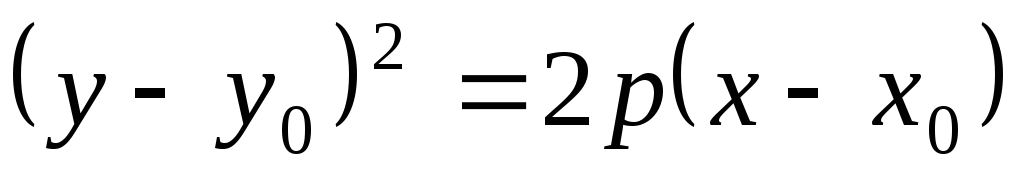 (y - y₀)² = 2p(x - x₀)